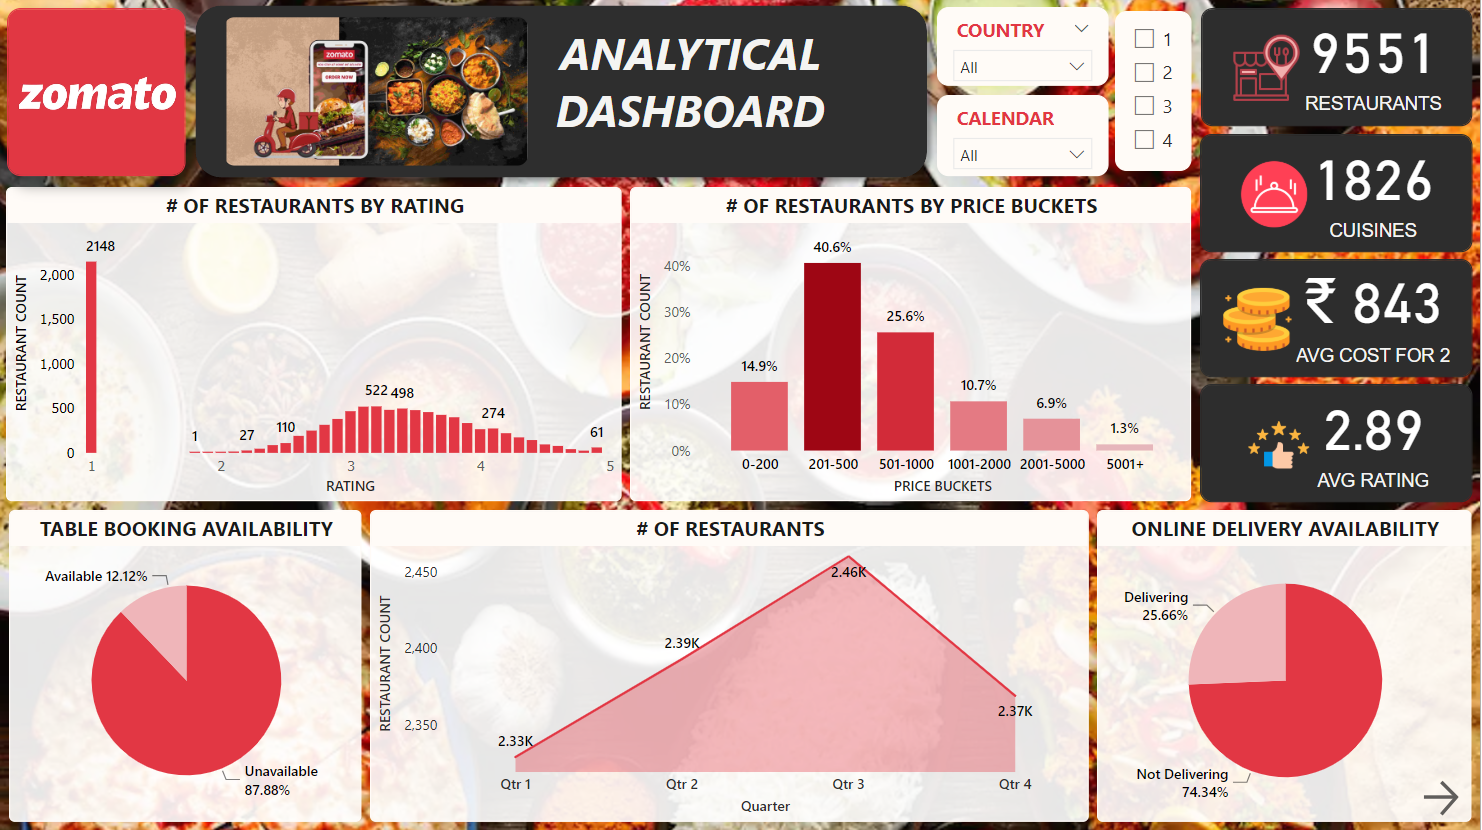 zomato
zomato
ORDER NOW
ANALYTICAL
DASHBOARD
COUNTRY
All
CALENDAR
All
1
2
3
4
9551
RESTAURANTS
1826
CUISINES
₹ 843
AVG COST FOR 2
2.89
AVG RATING
# OF RESTAURANTS BY RATING
RESTAURANT COUNT
2,000
1,500
1,000
500
0
2148
1
27
110
522
498
274
61
1
2
3
4
5
RATING
# OF RESTAURANTS BY PRICE BUCKETS
RESTAURANT COUNT
40%
30%
20%
10%
0%
14.9%
40.6%
25.6%
10.7%
6.9%
1.3%
0-200
201-500
501-1000
1001-2000
2001-5000
5001+
PRICE BUCKETS
TABLE BOOKING AVAILABILITY
Available 12.12%
Unavailable
87.88%
# OF RESTAURANTS
RESTAURANT COUNT
2,450
2,400
2,350
2.33K
2.39K
2.46K
2.37K
Qtr 1
Qtr 2
Qtr 3
Qtr 4
Quarter
ONLINE DELIVERY AVAILABILITY
Delivering
25.66%
Not Delivering
74.34%